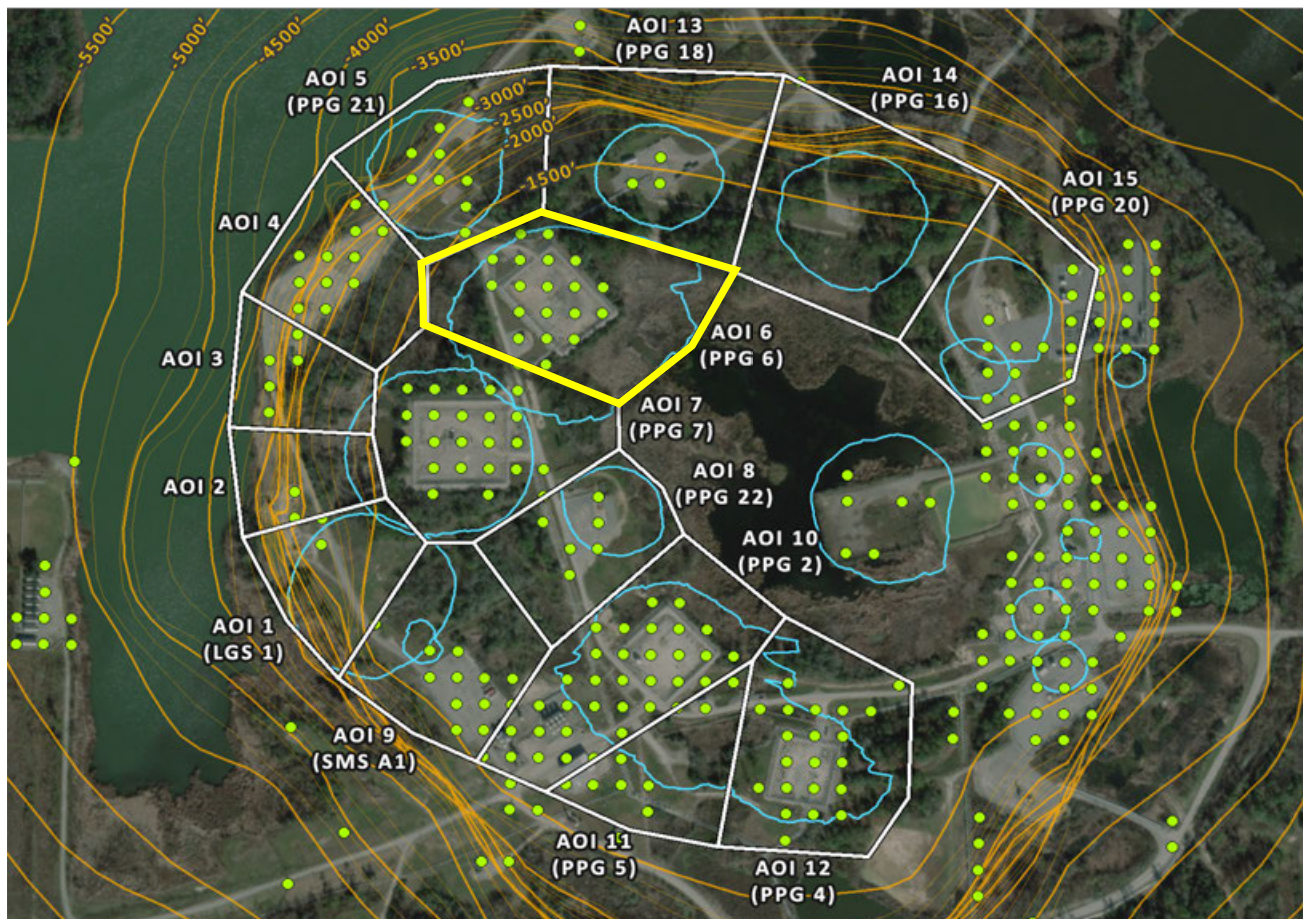 -5500'
-5000'
-4500'
-4000'
-3500'
-3000'
-2500'
-2000'
-1500'
AOI 13
(PPG 18)
AOI 5
(PPG 21)
AOI 14
(PPG 16)
AOI 15
(PPG 20)
AOI 4
AOI 6
(PPG 6)
AOI 3
AOI 7
(PPG 7)
AOI 2
AOI 8
(PPG 22)
AOI 10
(PPG 2)
AOI 1
(LGS 1)
AOI 9
(SMS A1)
AOI 11
(PPG 5)
AOI 12
(PPG 4)